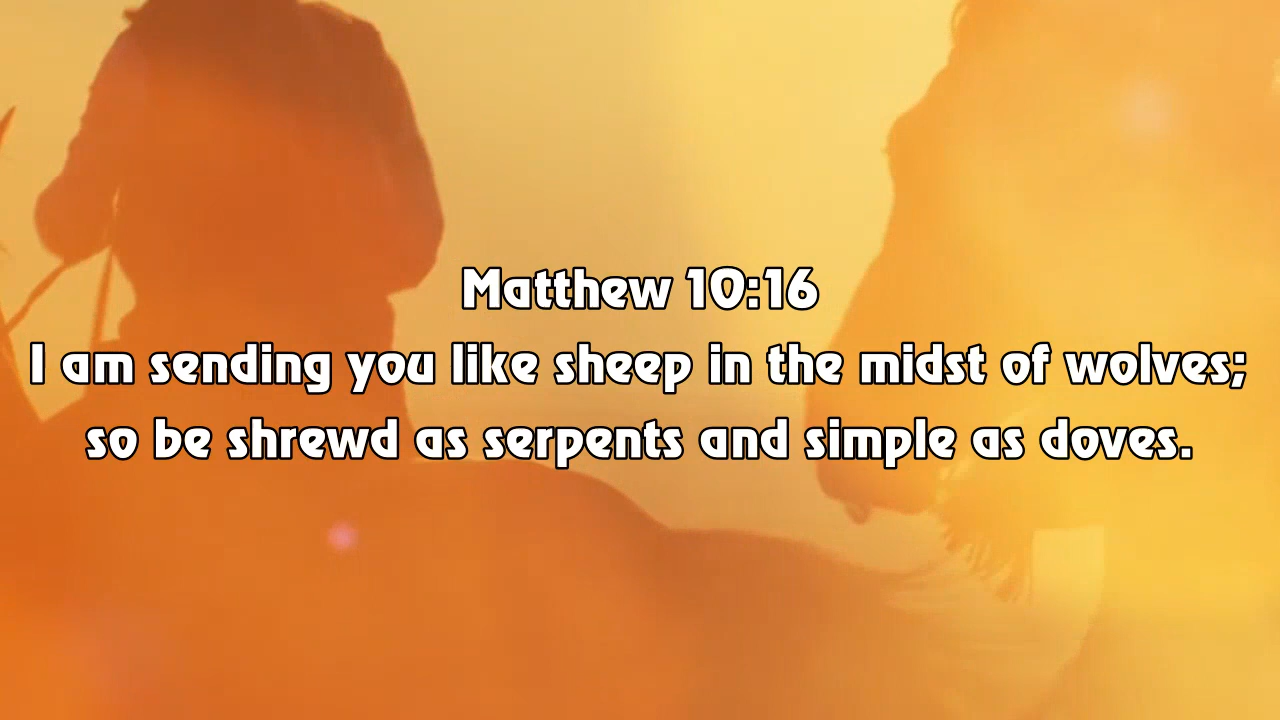 Matthew 10:16
I am sending you like sheep in the midst of wolves;
so be shrewd as serpents and simple as doves.